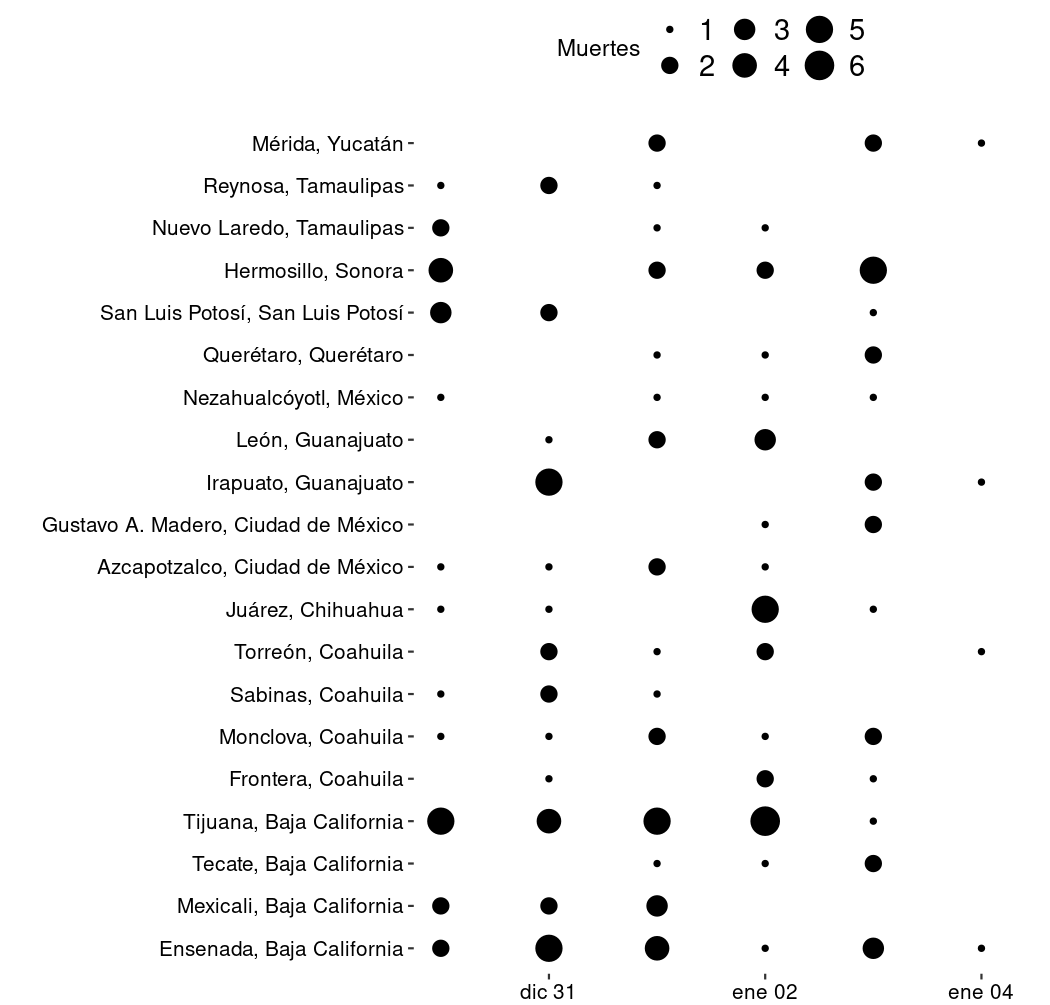 Muertes 1 3 5
2 4 6
Mérida, Yucatán
Reynosa, Tamaulipas
Nuevo Laredo, Tamaulipas
Hermosillo, Sonora
San Luis Potosí, San Luis Potosí
Querétaro, Querétaro
Nezahualcóyotl, México
León, Guanajuato
Irapuato, Guanajuato
Gustavo A. Madero, Ciudad de México
Azcapotzalco, Ciudad de México
Juárez, Chihuahua
Torreón, Coahuila
Sabinas, Coahuila
Monclova, Coahuila
Frontera, Coahuila
Tijuana, Baja California
Tecate, Baja California
Mexicali, Baja California
Ensenada, Baja California
dic 31 ene 02 ene 04